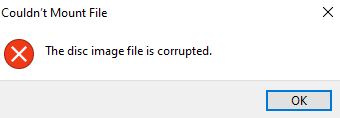 Couldn't Mount File
The disc image file is corrupted.
OK